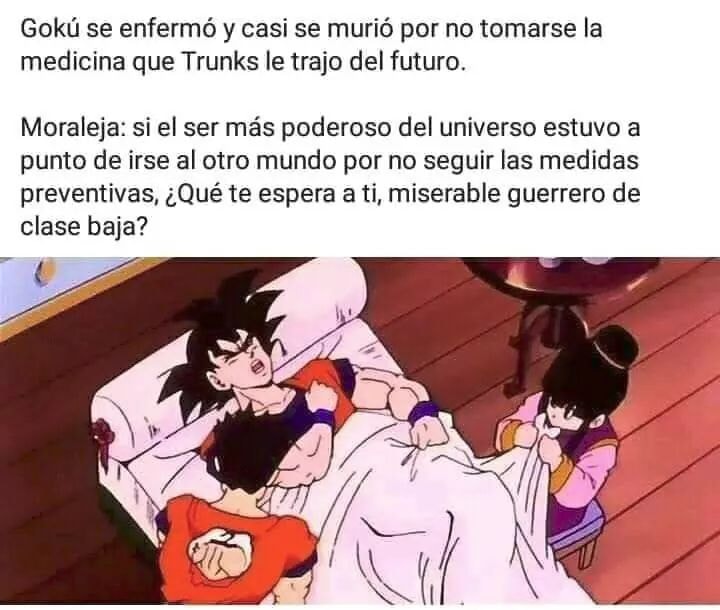 Gokú se enfermó y casi se murió por no tomarse la
medicina que Trunks le trajo del futuro.
Moraleja: si el ser más poderoso del universo estuvo a
punto de irse al otro mundo por no seguir las medidas
preventivas, ¿Qué te espera a ti, miserable guerrero de
clase baja?